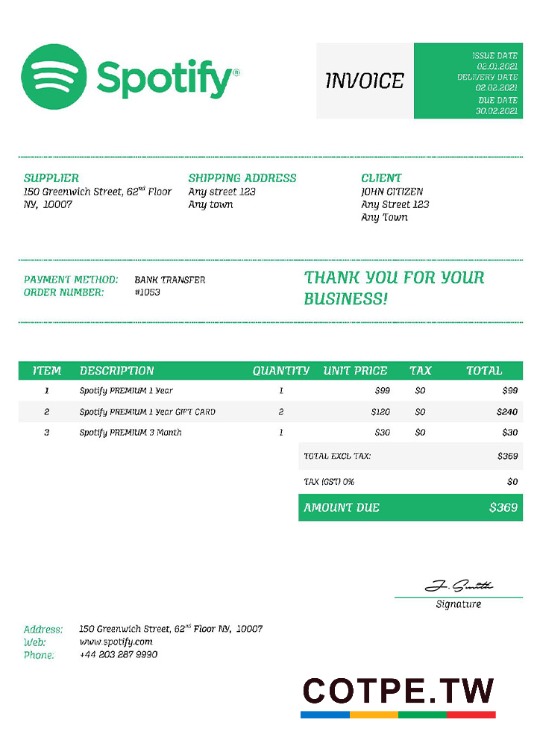 Spotify®
INVOICE
ISSUE DATE
02.01.2021
DELIVERY DATE
02.02.2021
DUE DATE
30.02.2021
SUPPLIER
150 Greenwich Street, 62nd Floor
NY, 10007
SHIPPING ADDRESS
Any street 123
Any town
CLIENT
JOHN CITIZEN
Any Street 123
Any Town
PAYMENT METHOD: BANK TRANSFER
ORDER NUMBER: #1053
THANK YOU FOR YOUR
BUSINESS!
ITEM DESCRIPTION QUANTITY UNIT PRICE TAX TOTAL
1 Spotify PREMIUM 1 Year 1 $99 $0 $99
2 Spotify PREMIUM 1 Year GIFT CARD 2 $120 $0 $240
3 Spotify PREMIUM 3 Month 1 $30 $0 $30
TOTAL EXCL TAX: $369
TAX (GST) 0% $0
AMOUNT DUE $369
J. Smith
Signature
Address: 150 Greenwich Street, 62nd Floor NY, 10007
Web: www.spotify.com
Phone: +44 203 287 9990
COTPE.TW